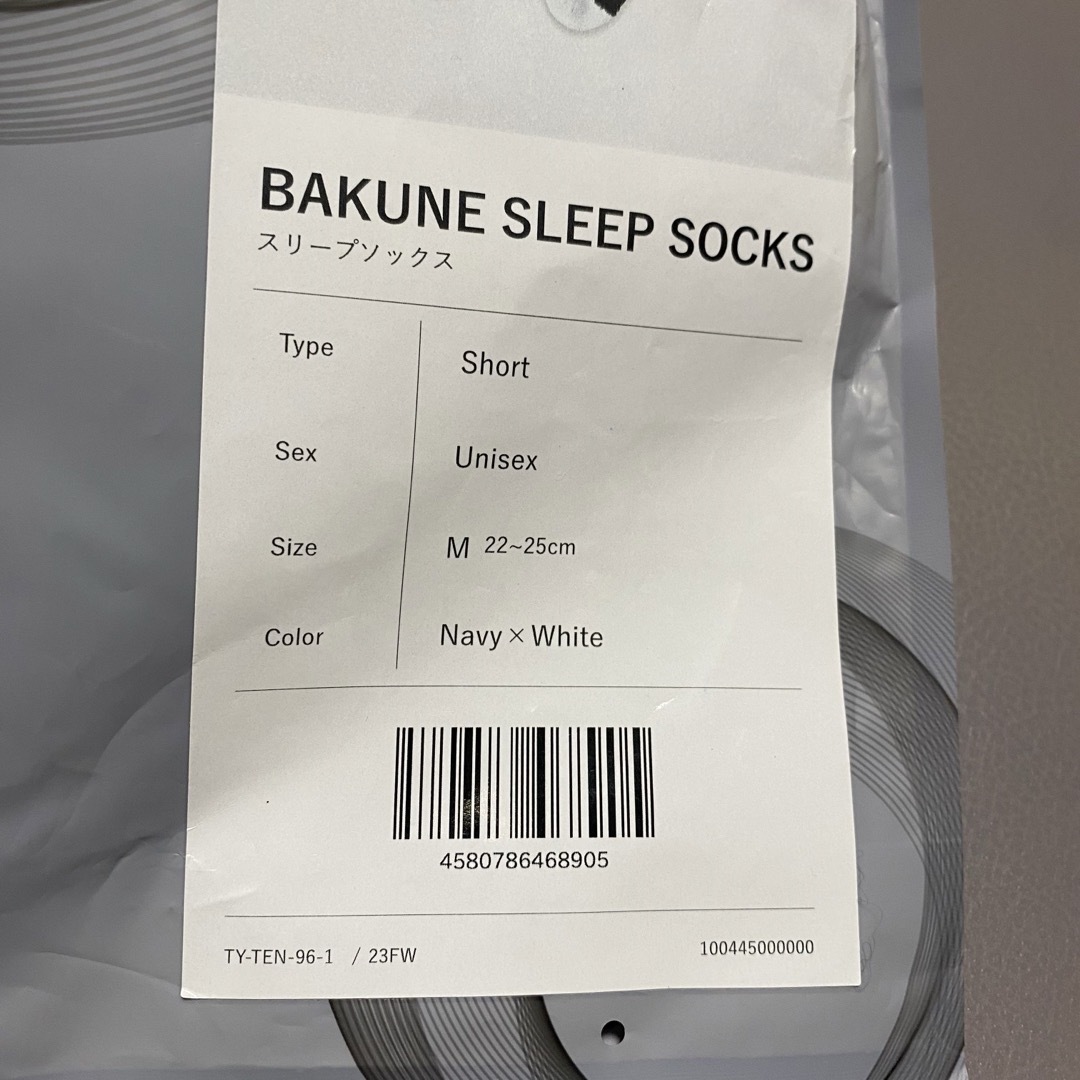 BAKUNE SLEEP SOCKS
スリープソックス
Type Short
Sex Unisex
Size M 22~25cm
Color Navy×White
4580786468905
TY-TEN-96-1 / 23FW 100445000000